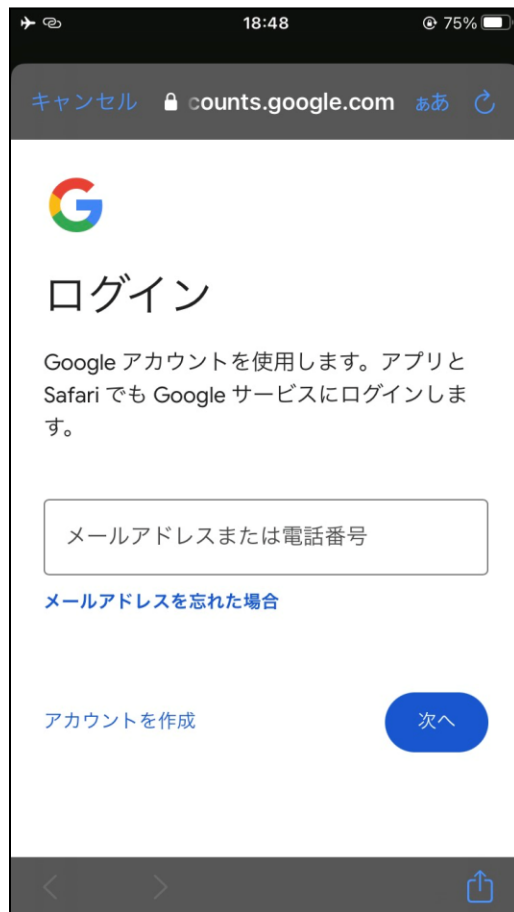 18:48 75%
キャンセル counts.google.com ぁあ
ログイン
Google アカウントを使用します。アプリと
Safari でも Google サービスにログインしま
す。
メールアドレスまたは電話番号
メールアドレスを忘れた場合
アカウントを作成 次へ